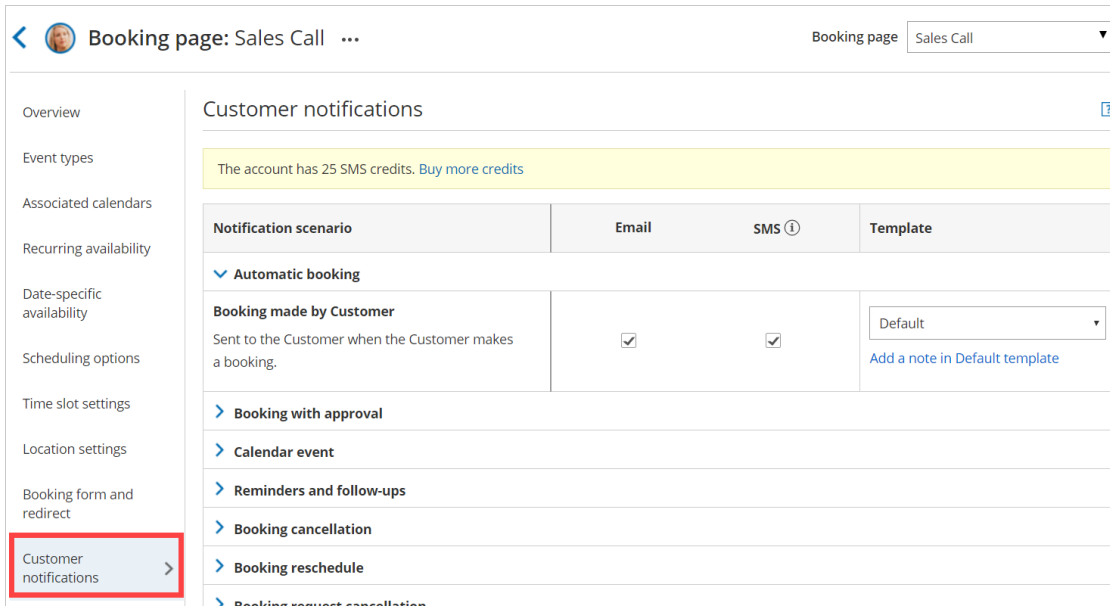 Booking page: Sales Call ...
Booking page
Sales Call
Overview
Event types
Associated calendars
Recurring availability
Date-specific
availability
Scheduling options
Time slot settings
Location settings
Booking form and
redirect
Customer
notifications
Customer notifications
?
The account has 25 SMS credits. Buy more credits
Notification scenario
Email
SMS i
Template
Automatic booking
Booking made by Customer
Sent to the Customer when the Customer makes
a booking.
Default
Add a note in Default template
Booking with approval
Calendar event
Reminders and follow-ups
Booking cancellation
Booking reschedule
Booking request cancellation